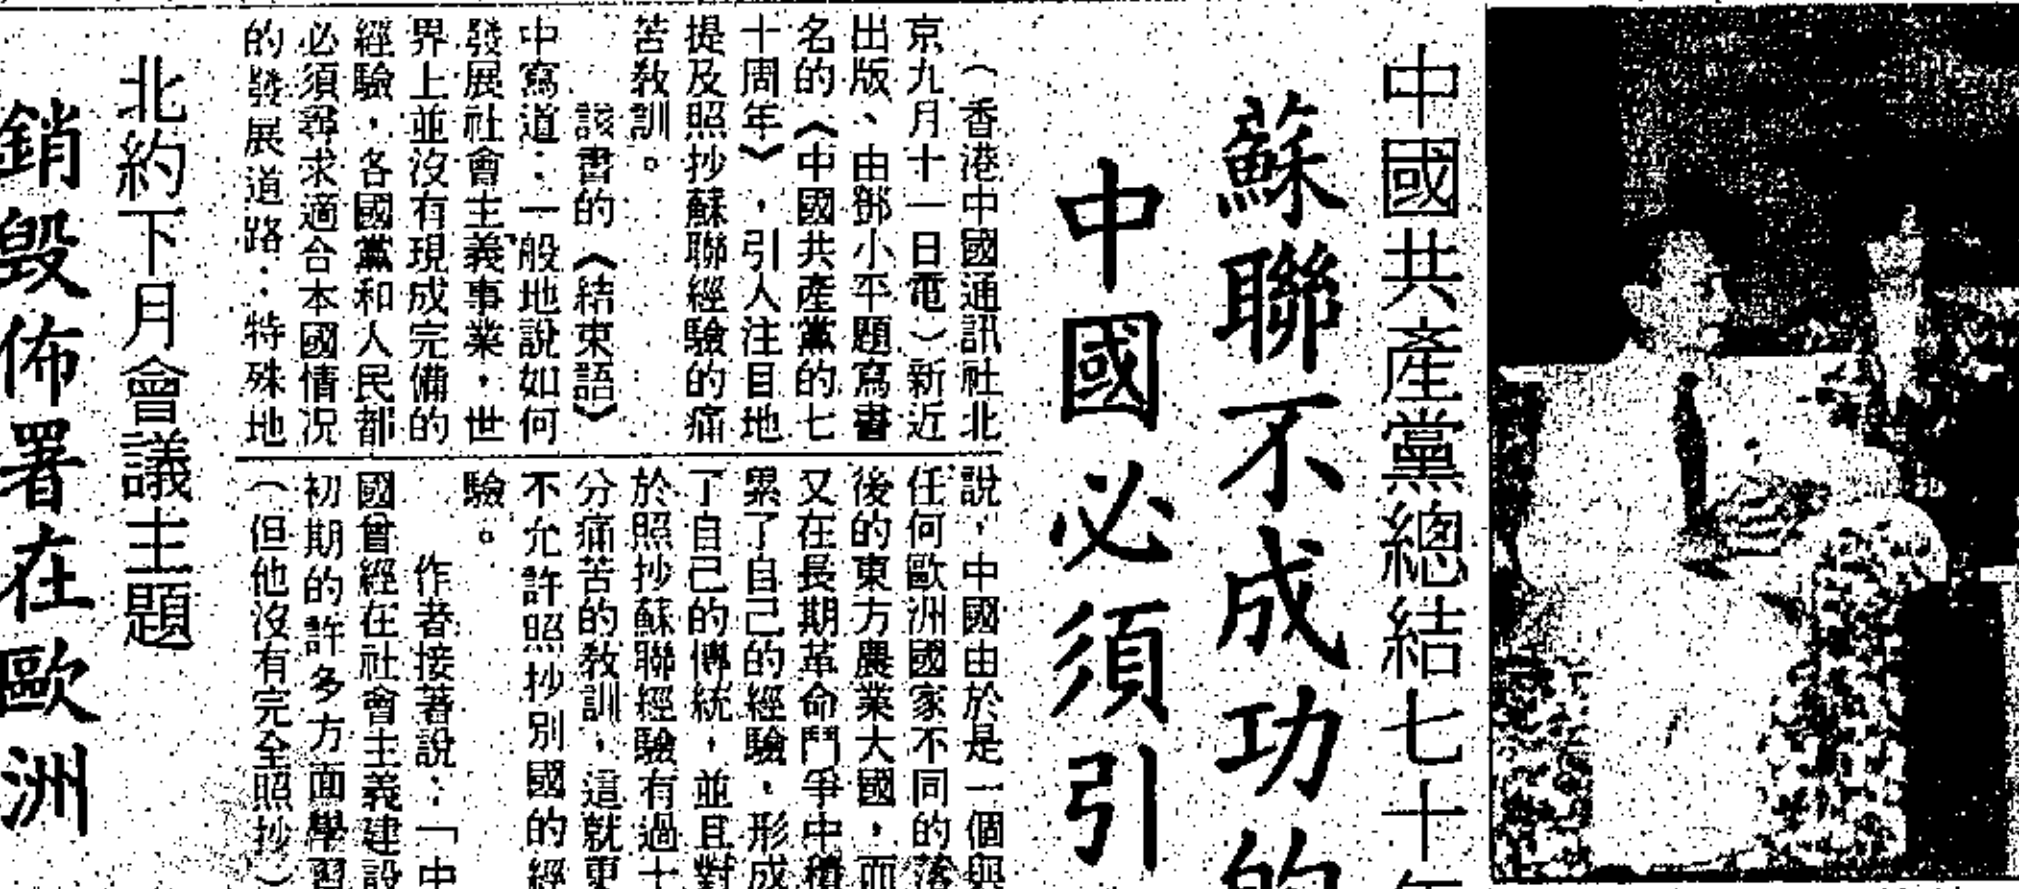 中國共產黨總結七十年
蘇聯不成功的
中國必須引
（香港中國通訊社北
京九月十一日電）新近
出版、由鄧小平題寫書
名的《中國共產黨的七
十周年》，引人注目地
提及照抄蘇聯經驗的痛
苦教訓。
該書的《結束語》
中寫道：一般地說如何
發展社會主義事業，世
界上並沒有現成完備的
經驗，各國黨和人民都
必須尋求適合本國情況
的發展道路；特殊地
說，中國由於是一個與
任何歐洲國家不同的落
後的東方農業大國，而
又在長期革命鬥爭中積
累了自己的經驗，形成
了自己的傳統，並且對
於照抄蘇聯經驗有過十
分痛苦的教訓，這就更
不允許照抄別國的經
驗。
作者接著說：「中
國曾經在社會主義建設
初期的許多方面學習
（但他沒有完全照抄）
北約下月會議主題
銷毀佈署在歐洲